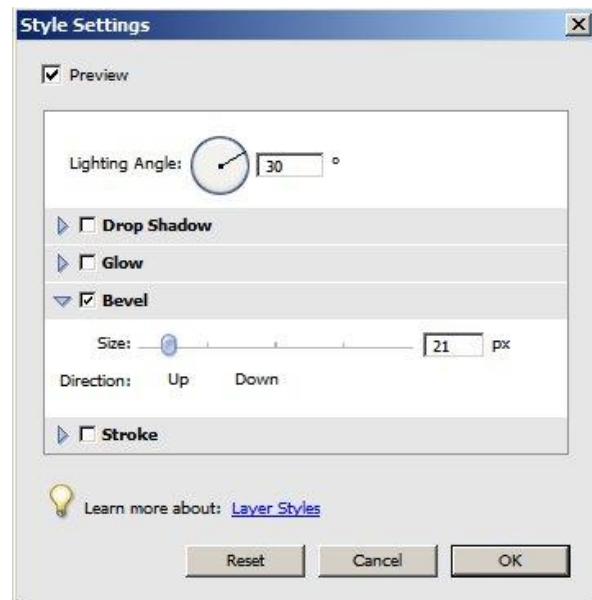 Style Settings
Preview
Lighting Angle: 30 °
Drop Shadow
Glow
Bevel
Size: 21 px
Direction: Up Down
Stroke
Learn more about: Layer Styles
Reset Cancel OK